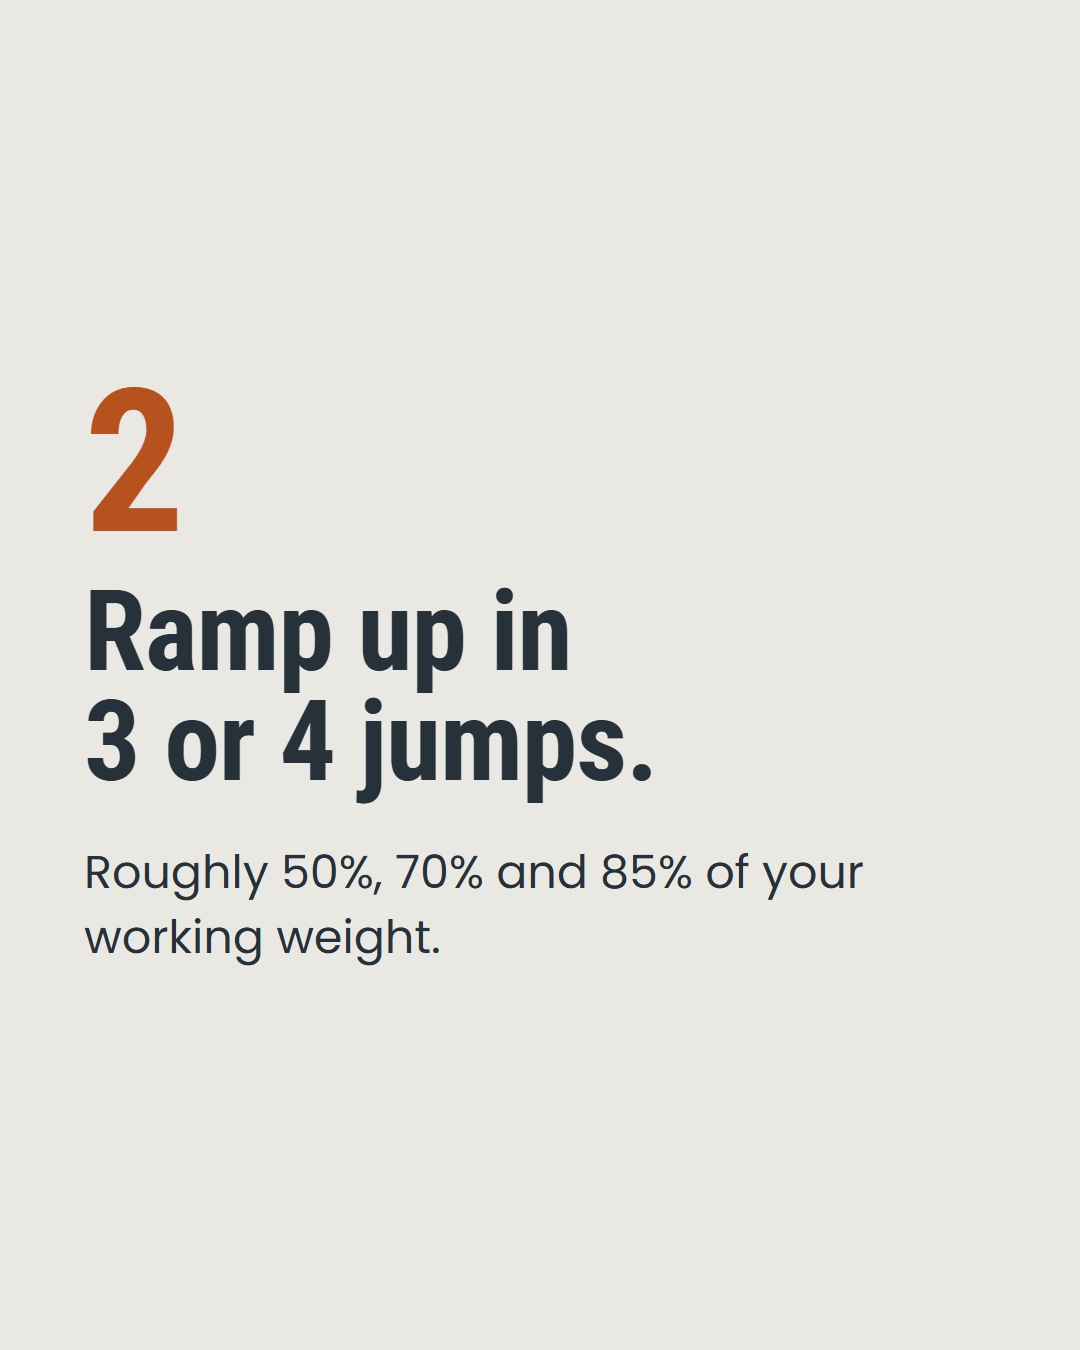 2
Ramp up in
3 or 4 jumps.
Roughly 50%, 70% and 85% of your
working weight.